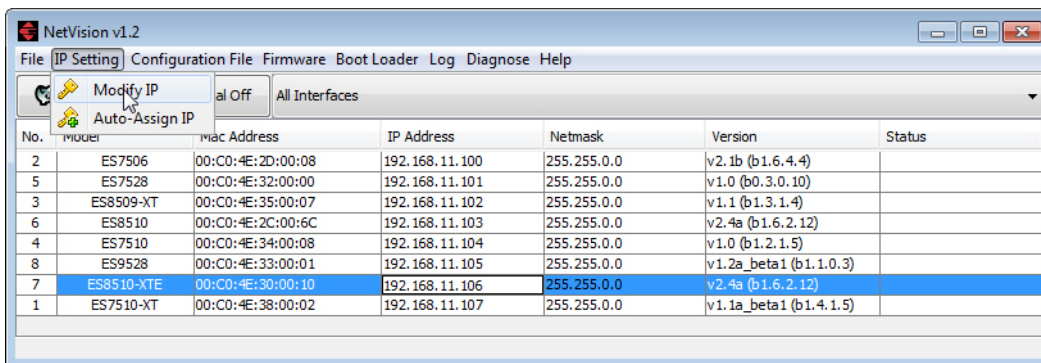 NetVision v1.2
File IP Setting Configuration File Firmware Boot Loader Log Diagnose Help
Modify IP al Off All Interfaces
Auto-Assign IP
No. Model Mac Address IP Address Netmask Version Status
2 ES7506 00:C0:4E:2D:00:08 192.168.11.100 255.255.0.0 v2.1b (b1.6.4.4)
5 ES7528 00:C0:4E:32:00:00 192.168.11.101 255.255.0.0 v1.0 (b0.3.0.10)
3 ES8509-XT 00:C0:4E:35:00:07 192.168.11.102 255.255.0.0 v1.1 (b1.3.1.4)
6 ES8510 00:C0:4E:2C:00:6C 192.168.11.103 255.255.0.0 v2.4a (b1.6.2.12)
4 ES7510 00:C0:4E:34:00:08 192.168.11.104 255.255.0.0 v1.0 (b1.2.1.5)
8 ES9528 00:C0:4E:33:00:01 192.168.11.105 255.255.0.0 v1.2a_beta1 (b1.1.0.3)
7 ES8510-XTE 00:C0:4E:30:00:10 192.168.11.106 255.255.0.0 v2.4a (b1.6.2.12)
1 ES7510-XT 00:C0:4E:38:00:02 192.168.11.107 255.255.0.0 v1.1a_beta1 (b1.4.1.5)